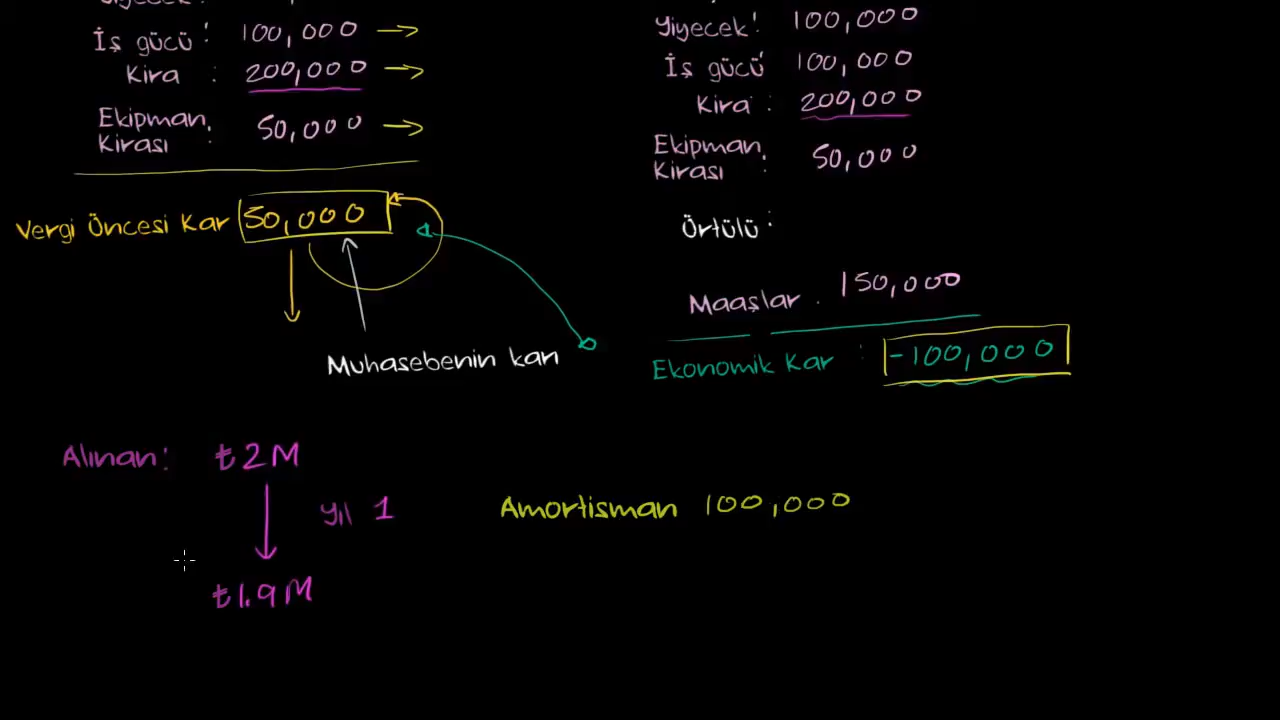 İş gücü: 100,000
Kira : 200,000
Ekipman
Kirası : 50,000
Vergi Öncesi Kar 50,000
Muhasebenin karı
Yiyecek: 100,000
İş gücü: 100,000
Kira : 200,000
Ekipman
Kirası : 50,000
Örtülü :
Maaşlar : 150,000
Ekonomik Kar : -100,000
Alınan: ₺2M
Yıl 1
₺1.9M
Amortisman 100,000